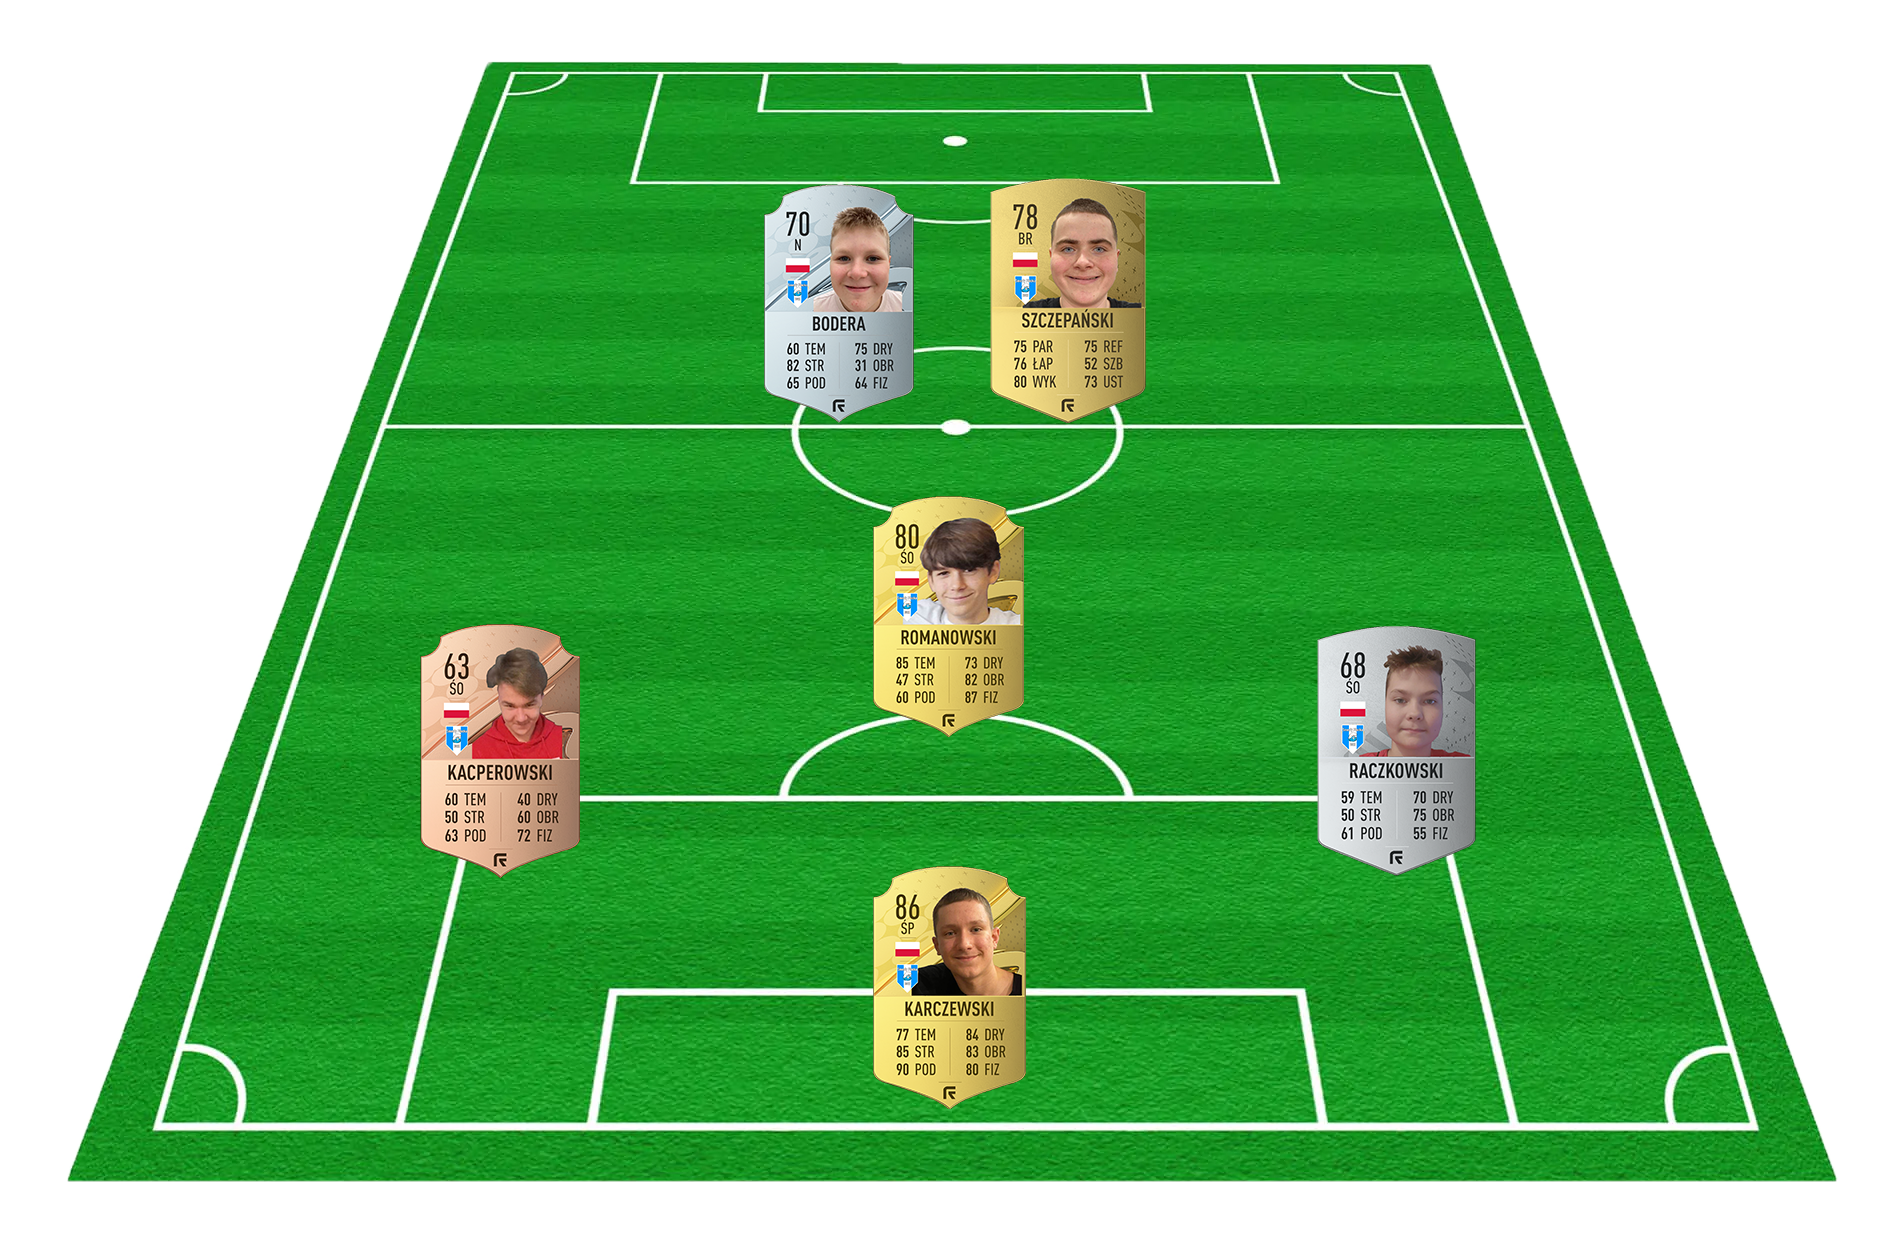 70
N
BODERA
60 TEM 75 DRY
82 STR 31 OBR
65 POD 64 FIZ
78
BR
SZCZEPAŃSKI
75 PAR 75 REF
76 ŁAP 52 SZB
80 WYK 73 UST
80
ŚO
ROMANOWSKI
85 TEM 73 DRY
47 STR 82 OBR
60 POD 87 FIZ
63
ŚO
KACPEROWSKI
60 TEM 40 DRY
50 STR 60 OBR
63 POD 72 FIZ
68
ŚO
RACZKOWSKI
59 TEM 70 DRY
50 STR 75 OBR
61 POD 55 FIZ
86
ŚP
KARCZEWSKI
77 TEM 84 DRY
85 STR 83 OBR
90 POD 80 FIZ